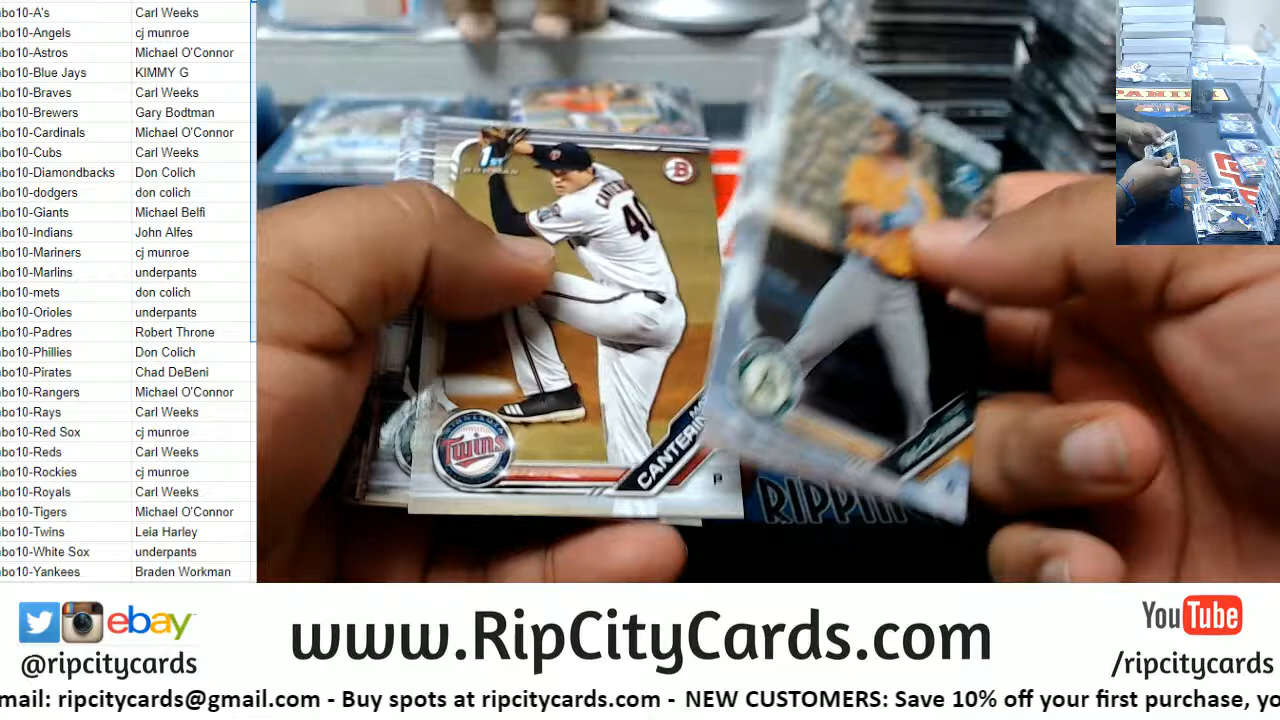 bo10-A's Carl Weeks
bo10-Angels cj munroe
bo10-Astros Michael O'Connor
bo10-Blue Jays KIMMY G
bo10-Braves Carl Weeks
bo10-Brewers Gary Bodtman
bo10-Cardinals Michael O'Connor
bo10-Cubs Carl Weeks
bo10-Diamondbacks Don Colich
bo10-dodgers don colich
bo10-Giants Michael Belfi
bo10-Indians John Alfes
bo10-Mariners cj munroe
bo10-Marlins underpants
bo10-mets don colich
bo10-Orioles underpants
bo10-Padres Robert Throne
bo10-Phillies Don Colich
bo10-Pirates Chad DeBeni
bo10-Rangers Michael O'Connor
bo10-Rays Carl Weeks
bo10-Red Sox cj munroe
bo10-Reds Carl Weeks
bo10-Rockies cj munroe
bo10-Royals Carl Weeks
bo10-Tigers Michael O'Connor
bo10-Twins Leia Harley
bo10-White Sox underpants
bo10-Yankees Braden Workman
1ST
BOWMAN
B
40
MINNESOTA
Twins
P
PANINI
ebay
@ripcitycards
www.RipCityCards.com
YouTube
/ripcitycards
mail: ripcitycards@gmail.com - Buy spots at ripcitycards.com - NEW CUSTOMERS: Save 10% off your first purchase, yo